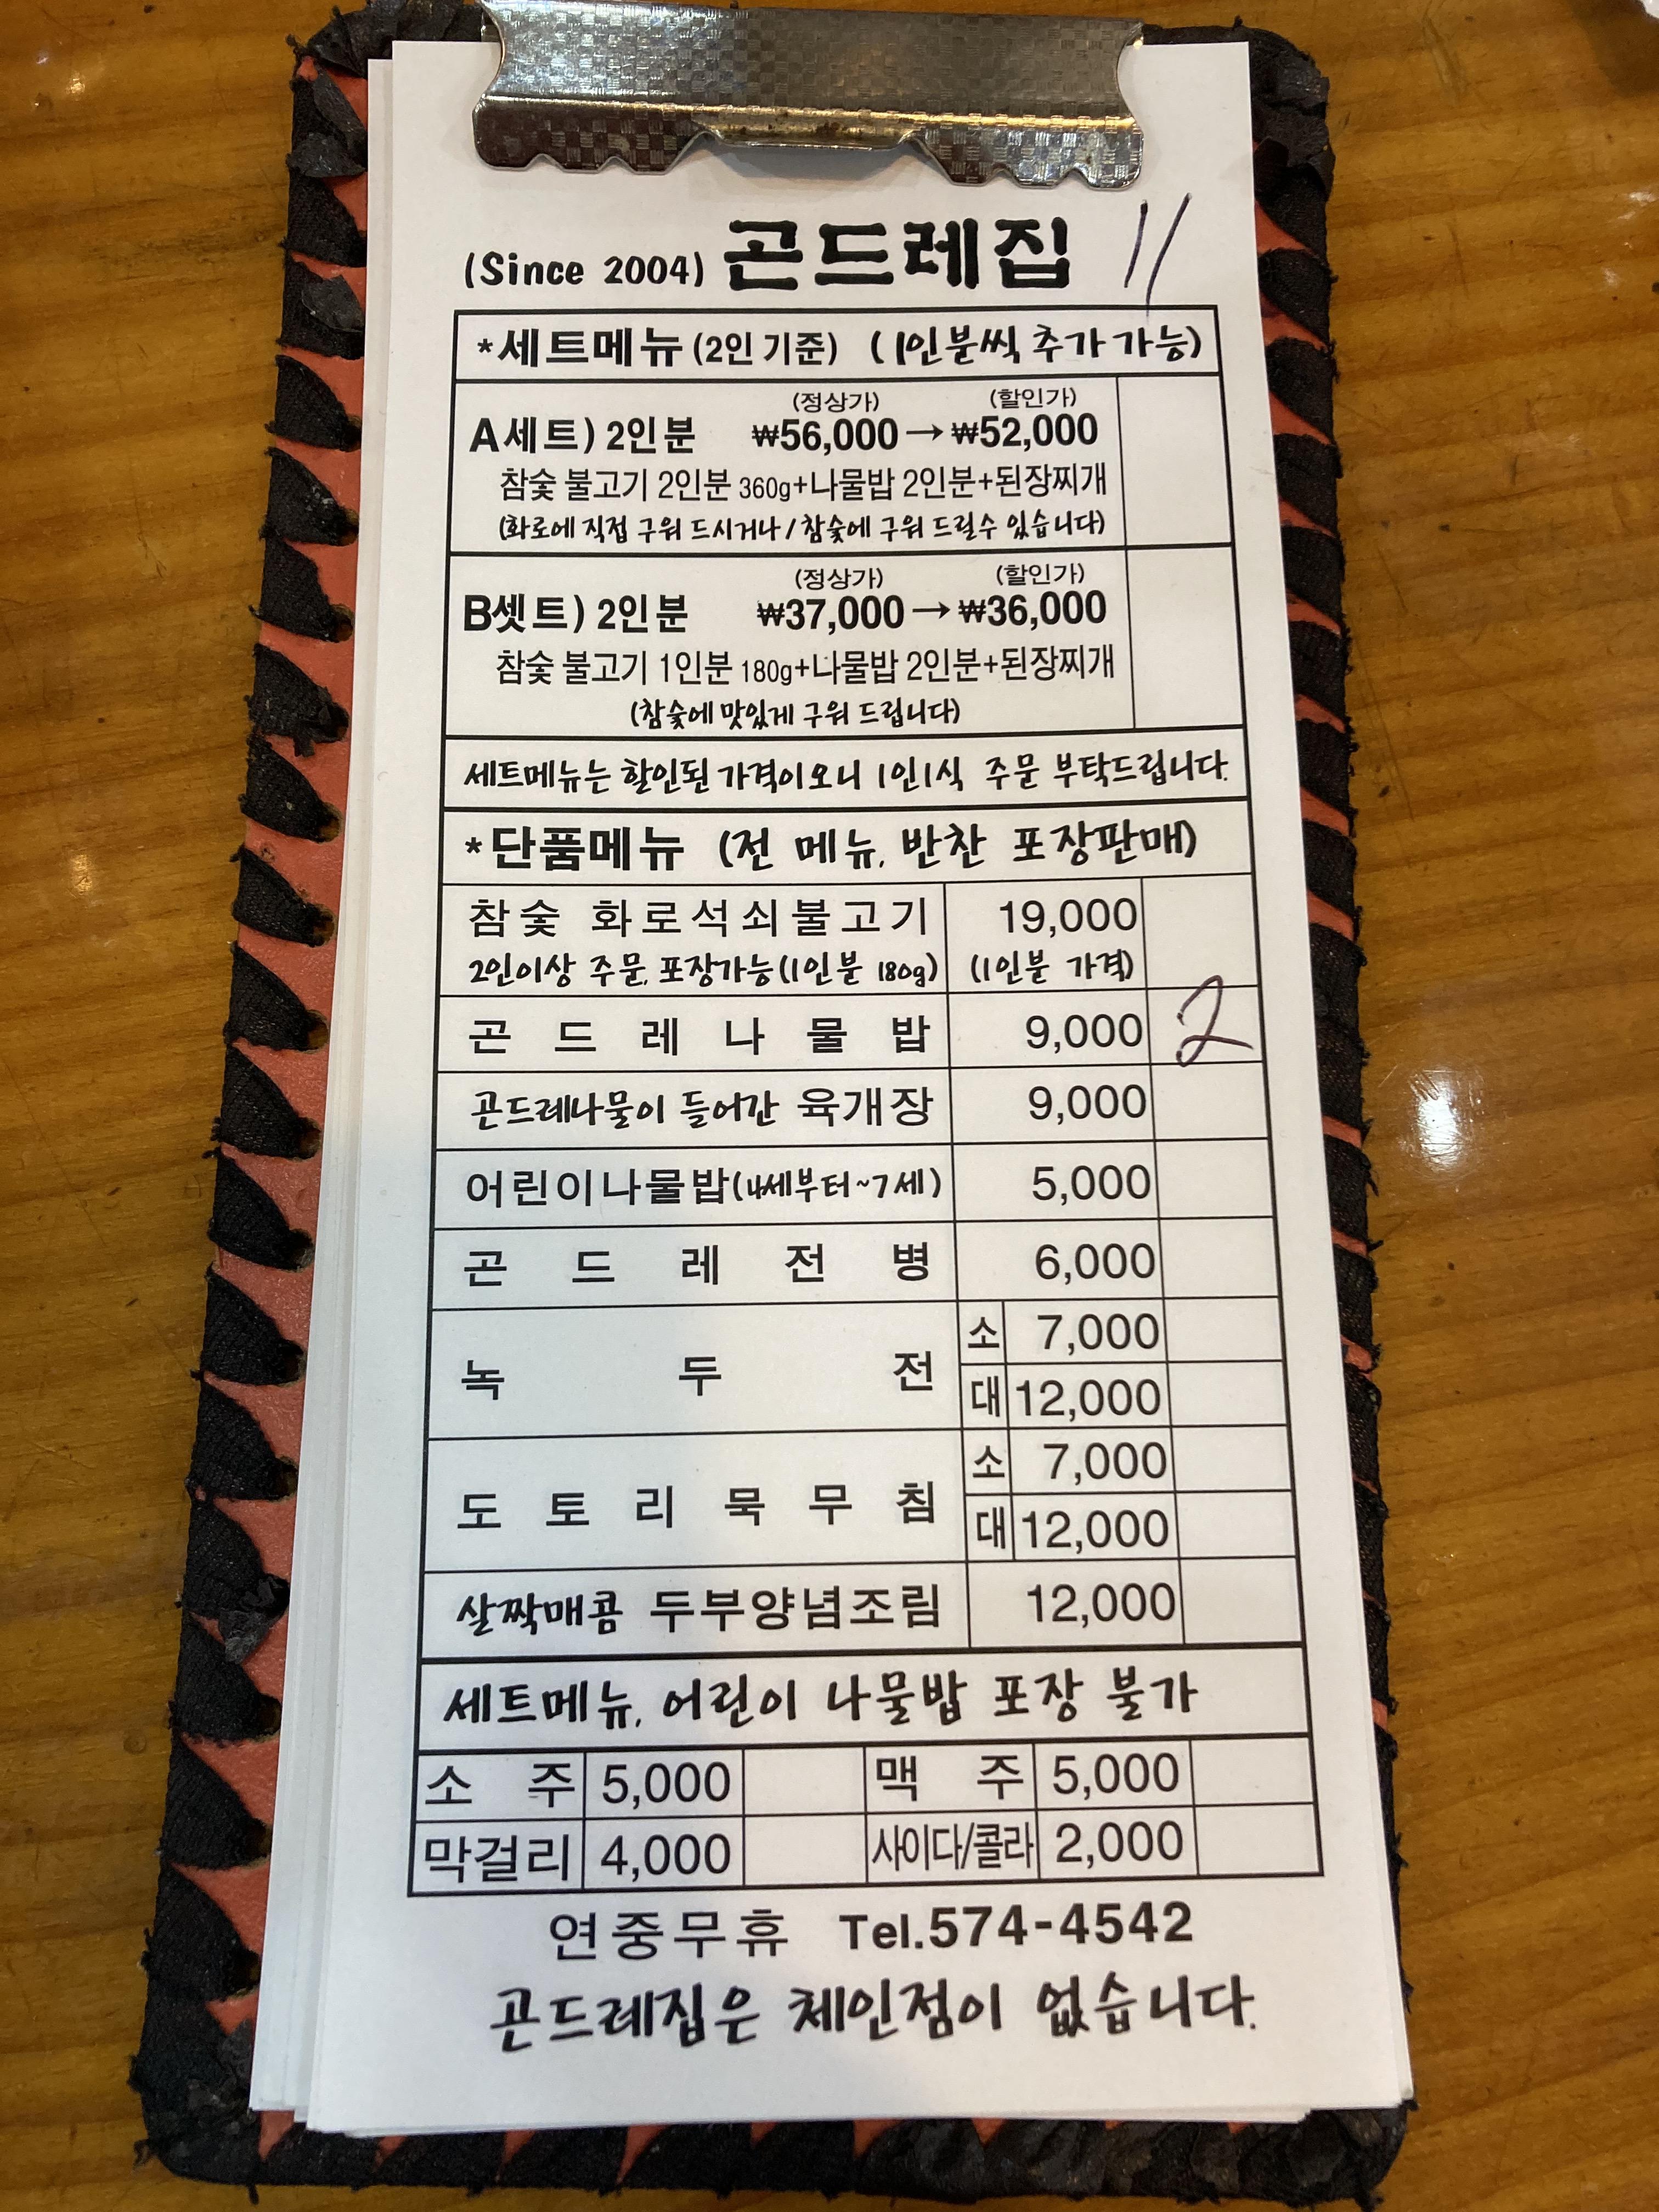 (Since 2004) 곤드레집 11
*세트메뉴 (2인 기준) (1인분씩 추가 가능)
(정상가) (할인가)
A세트) 2인분 ₩56,000→₩52,000
참숯 불고기 2인분 360g+나물밥 2인분+된장찌개
(화로에 직접 구워 드시거나 / 참숯에 구워 드릴수 있습니다)
(정상가) (할인가)
B셋트) 2인분 ₩37,000→₩36,000
참숯 불고기 1인분 180g+나물밥 2인분+된장찌개
(참숯에 맛있게 구워 드립니다)
세트메뉴는 할인된 가격이오니 1인1식 주문 부탁드립니다.
*단품메뉴 (전 메뉴, 반찬 포장판매)
참숯 화로석쇠불고기 19,000
2인이상 주문, 포장가능(1인분 180g) (1인분 가격)
곤드레나물밥 9,000 2
곤드레나물이 들어간 육개장 9,000
어린이나물밥(4세부터~7세) 5,000
곤드레전병 6,000
녹두전 소 7,000
대 12,000
도토리묵무침 소 7,000
대 12,000
살짝매콤 두부양념조림 12,000
세트메뉴, 어린이 나물밥 포장 불가
소주 5,000 맥주 5,000
막걸리 4,000 사이다/콜라 2,000
연중무휴 Tel.574-4542
곤드레집은 체인점이 없습니다.